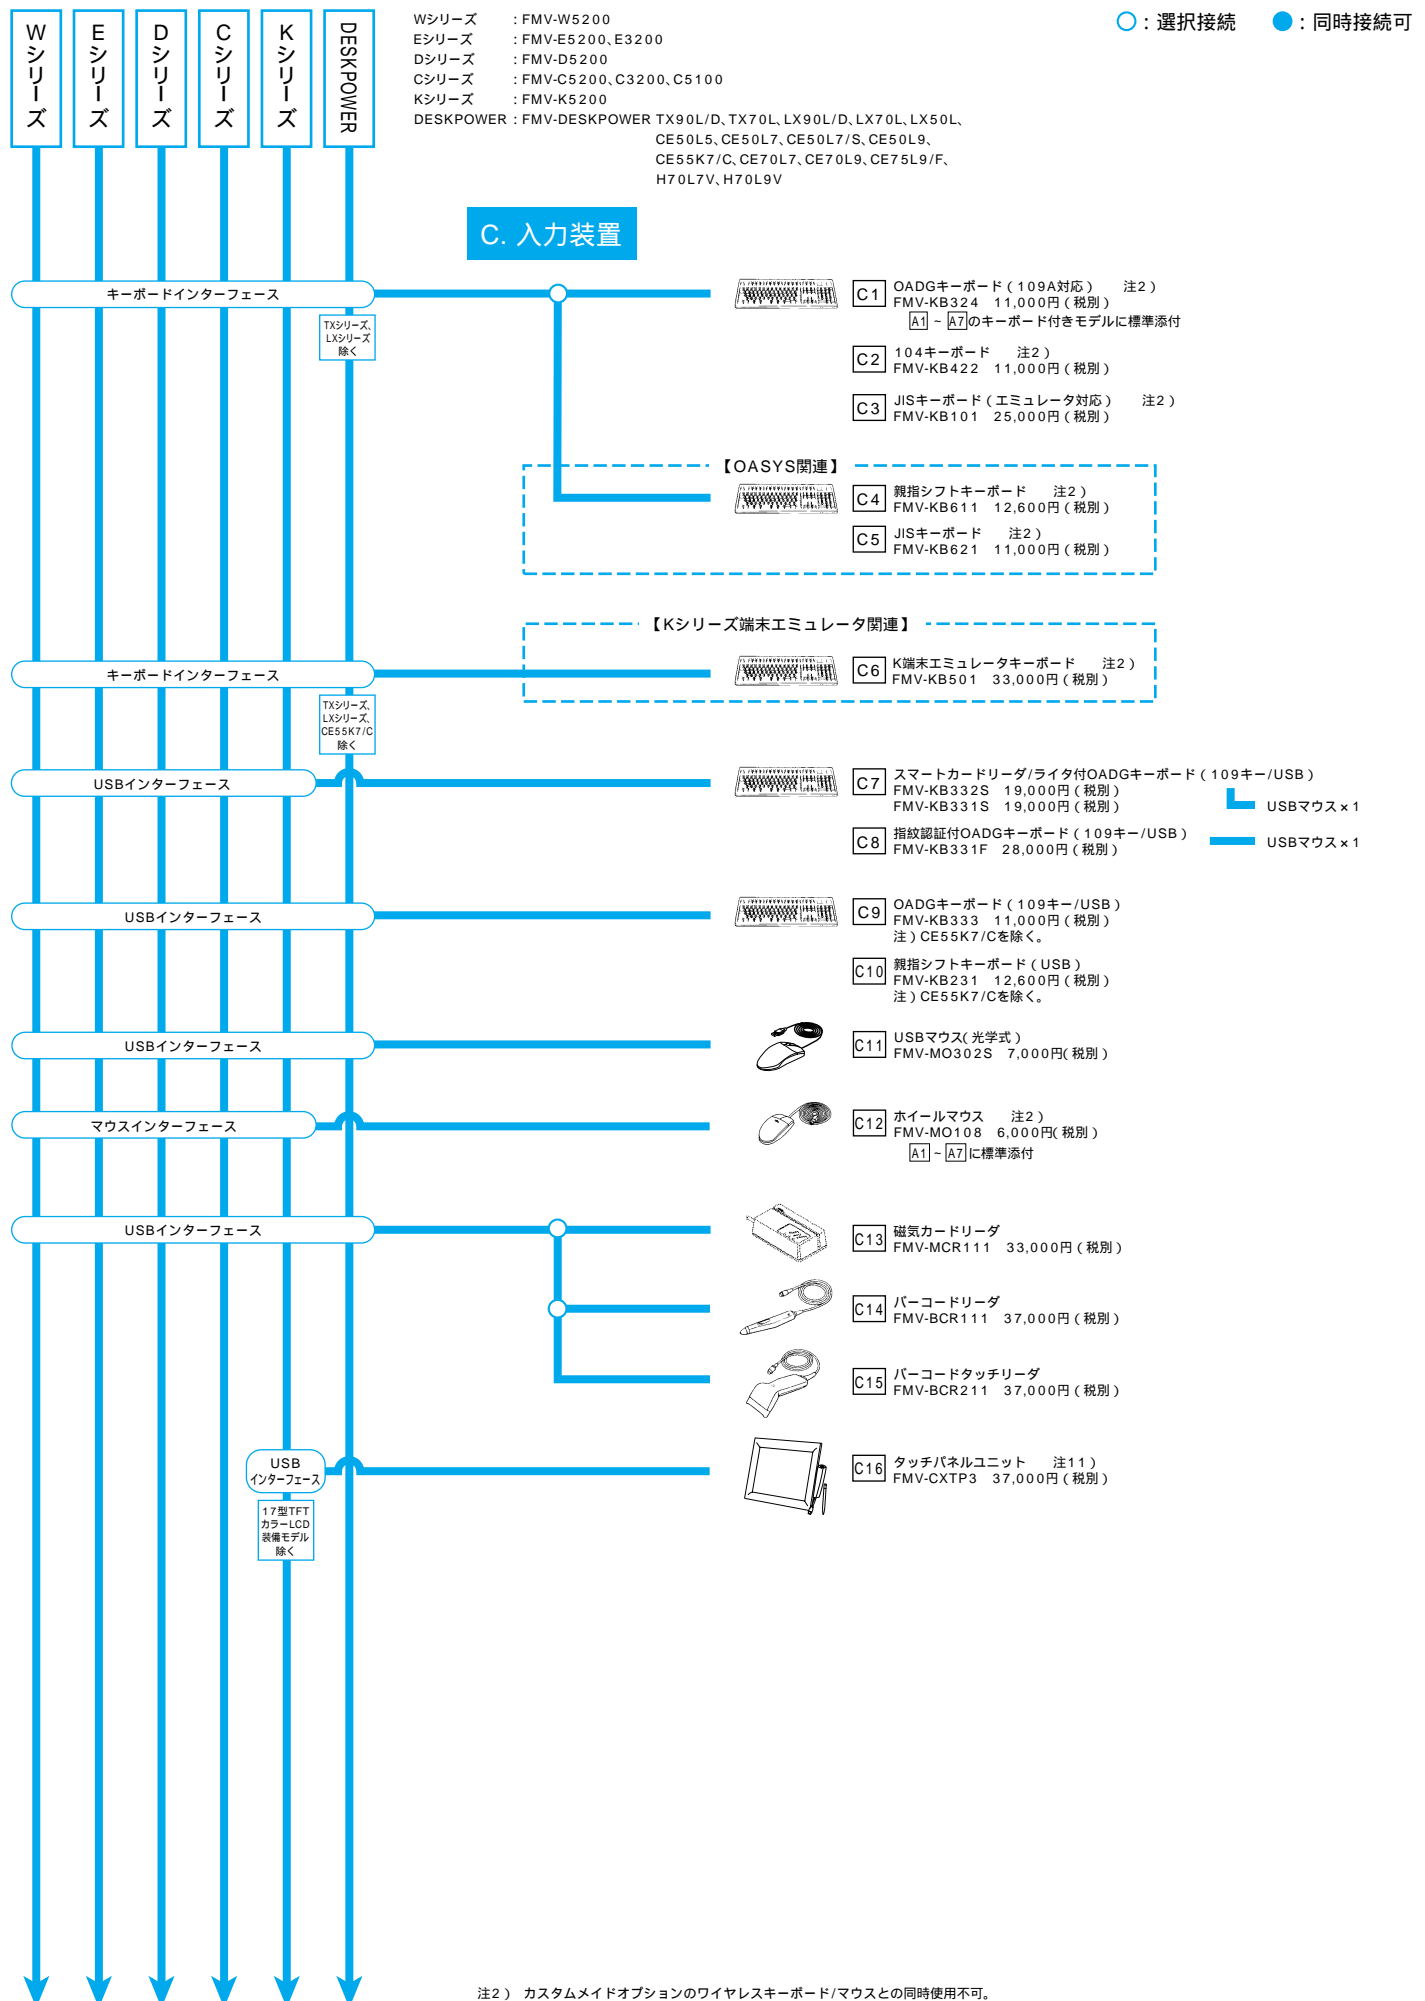 Wシリーズ
Eシリーズ
Dシリーズ
Cシリーズ
Kシリーズ
DESKPOWER
Wシリーズ : FMV-W5200
Eシリーズ : FMV-E5200、E3200
Dシリーズ : FMV-D5200
Cシリーズ : FMV-C5200、C3200、C5100
Kシリーズ : FMV-K5200
DESKPOWER : FMV-DESKPOWER TX90L/D、TX70L、LX90L/D、LX70L、LX50L、
CE50L5、CE50L7、CE50L7/S、CE50L9、
CE55K7/C、CE70L7、CE70L9、CE75L9/F、
H70L7V、H70L9V
○：選択接続 ●：同時接続可
C. 入力装置
キーボードインターフェース
TXシリーズ、
LXシリーズ
除く
C1 OADGキーボード（109A対応） 注2）
FMV-KB324 11,000円（税別）
A1 ~ A7のキーボード付きモデルに標準添付
C2 104キーボード 注2）
FMV-KB422 11,000円（税別）
C3 JISキーボード（エミュレータ対応） 注2）
FMV-KB101 25,000円（税別）
【OASYS関連】
C4 親指シフトキーボード 注2）
FMV-KB611 12,600円（税別）
C5 JISキーボード 注2）
FMV-KB621 11,000円（税別）
【Kシリーズ端末エミュレータ関連】
キーボードインターフェース
C6 K端末エミュレータキーボード 注2）
FMV-KB501 33,000円（税別）
TXシリーズ、
LXシリーズ、
CE55K7/C
除く
USBインターフェース
C7 スマートカードリーダ/ライタ付OADGキーボード（109キー/USB）
FMV-KB332S 19,000円（税別）
FMV-KB331S 19,000円（税別）
USBマウス×1
C8 指紋認証付OADGキーボード（109キー/USB）
FMV-KB331F 28,000円（税別）
USBマウス×1
USBインターフェース
C9 OADGキーボード（109キー/USB）
FMV-KB333 11,000円（税別）
注）CE55K7/Cを除く。
C10 親指シフトキーボード（USB）
FMV-KB231 12,600円（税別）
注）CE55K7/Cを除く。
USBインターフェース
C11 USBマウス（光学式）
FMV-MO302S 7,000円（税別）
マウスインターフェース
C12 ホイールマウス 注2）
FMV-MO108 6,000円（税別）
A1 ~ A7に標準添付
USBインターフェース
C13 磁気カードリーダ
FMV-MCR111 33,000円（税別）
C14 バーコードリーダ
FMV-BCR111 37,000円（税別）
C15 バーコードタッチリーダ
FMV-BCR211 37,000円（税別）
USB
インターフェース
17型TFT
カラーLCD
装備モデル
除く
C16 タッチパネルユニット 注11）
FMV-CXTP3 37,000円（税別）
注2） カスタムメイドオプションのワイヤレスキーボード/マウスとの同時使用不可。